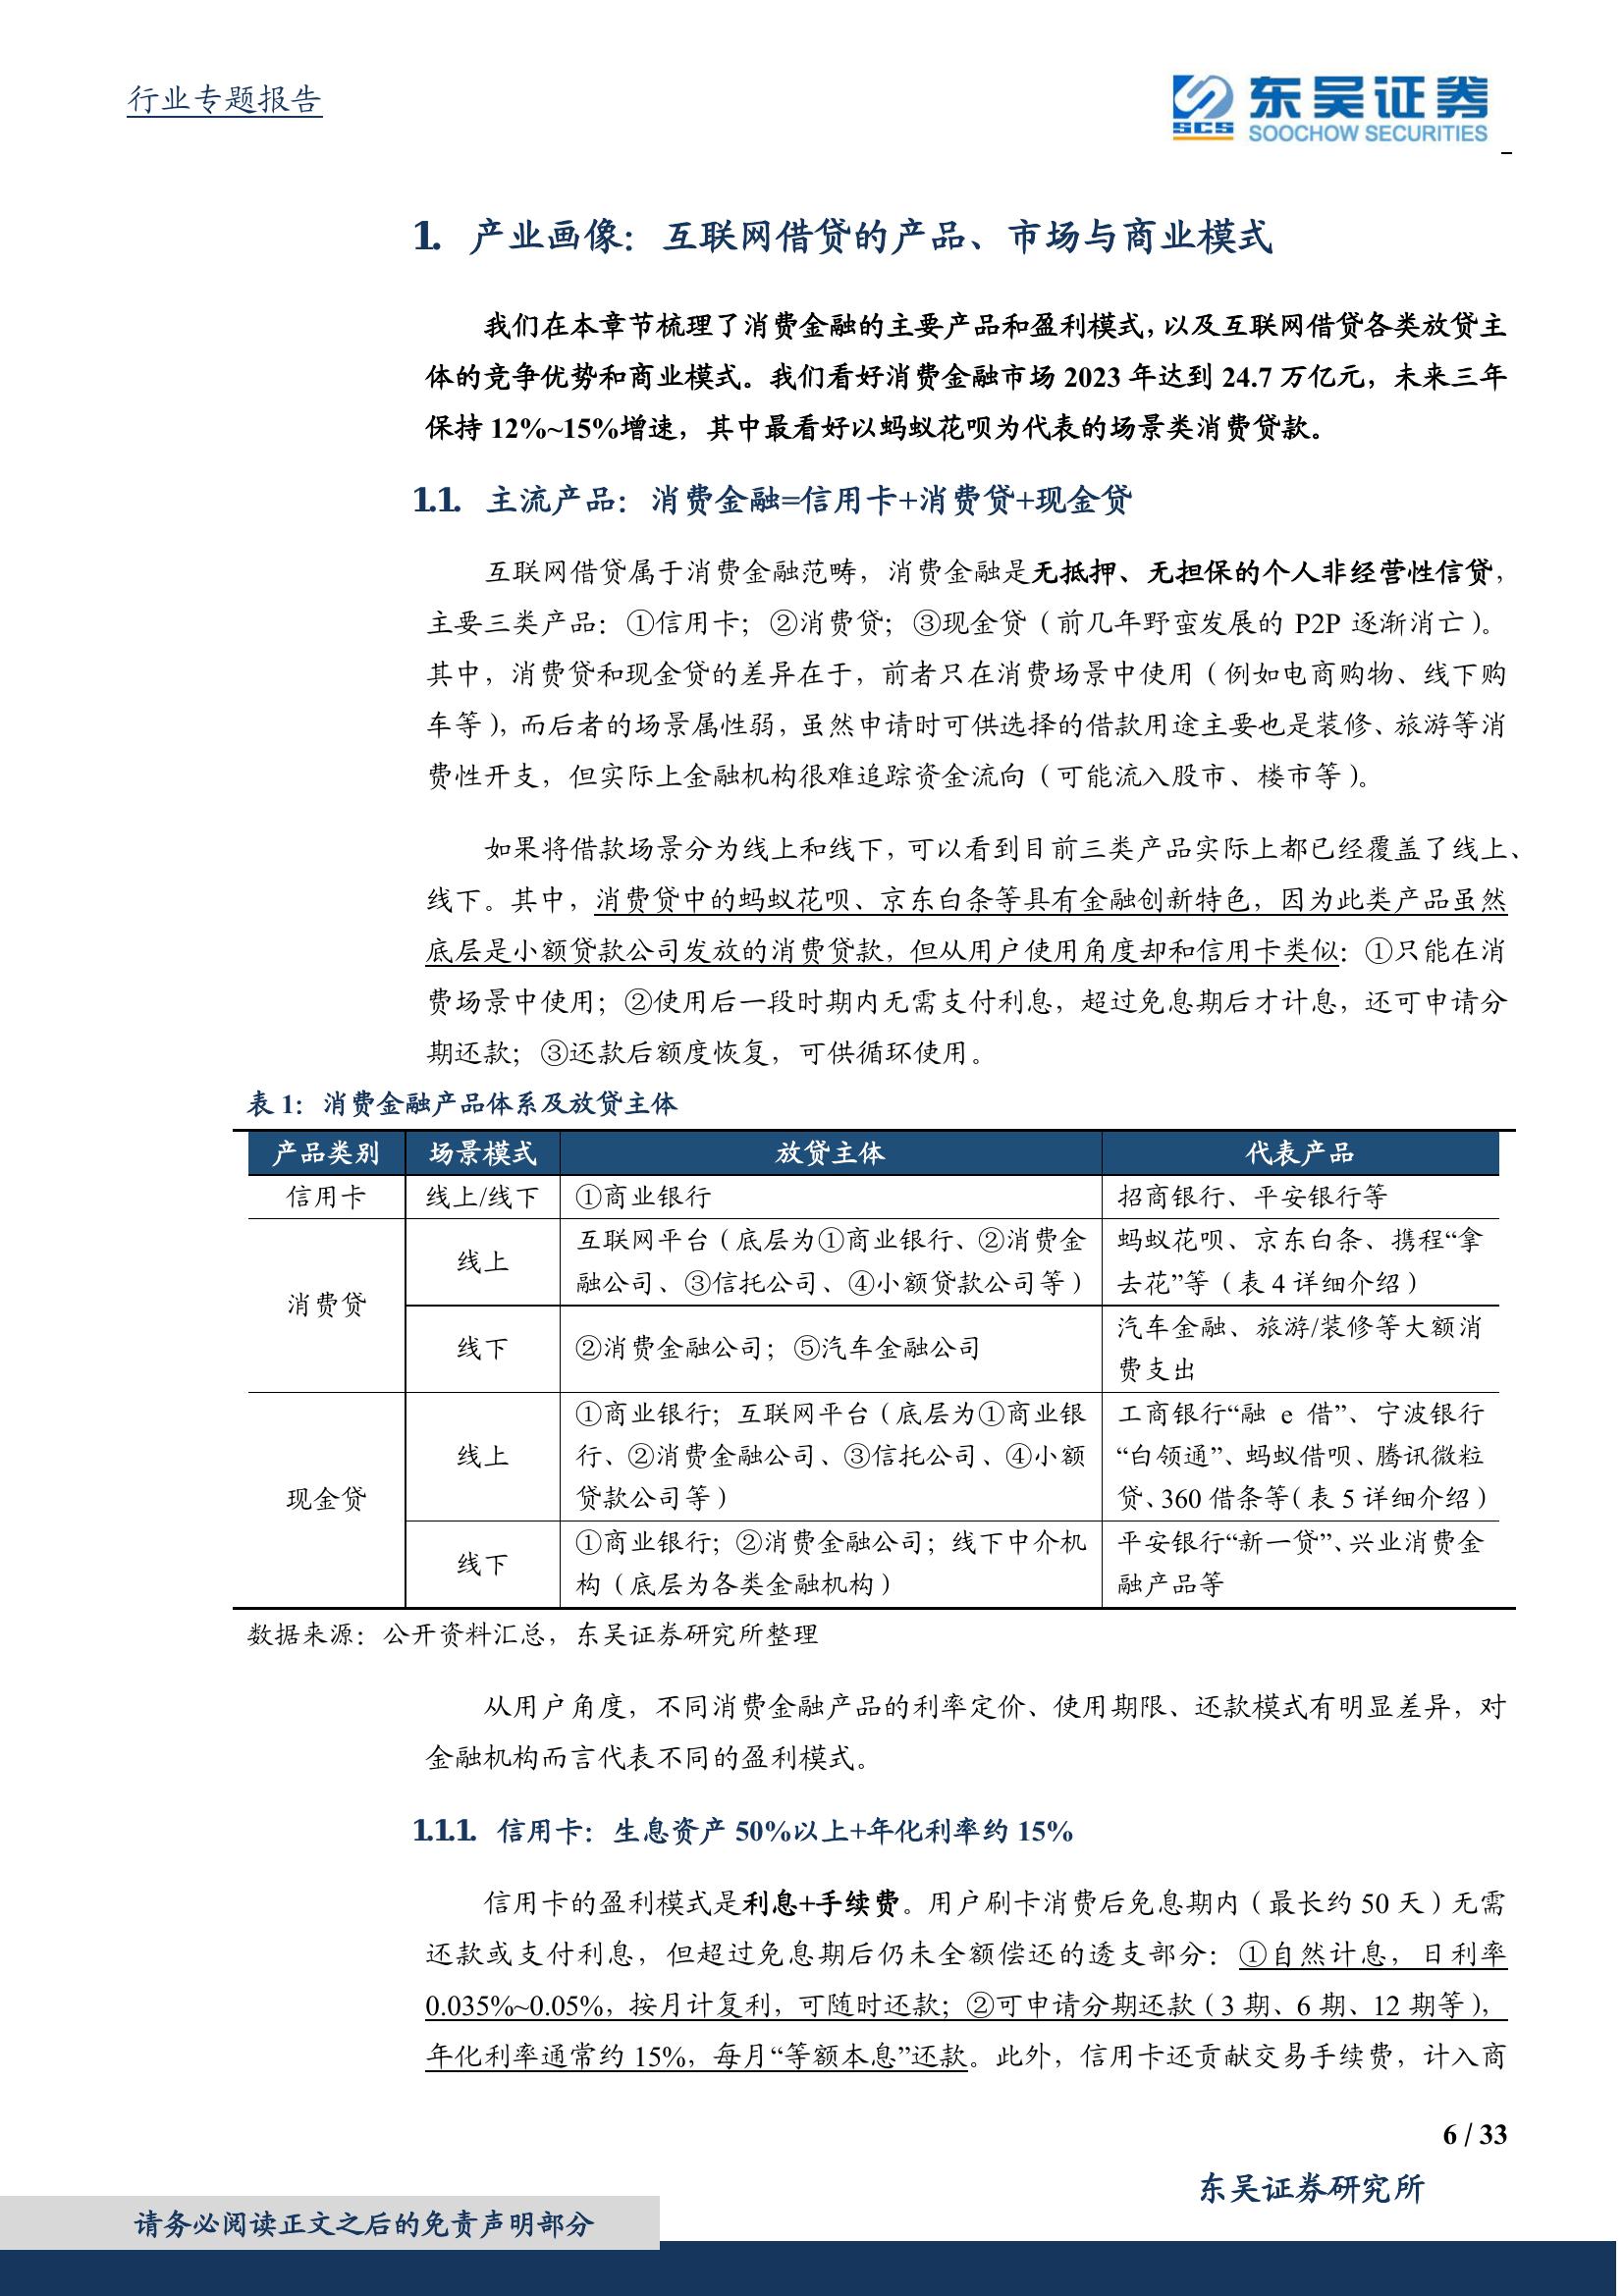 行业专题报告
SCS
东吴证券
SOOCHOW SECURITIES
1. 产业画像：互联网借贷的产品、市场与商业模式
我们在本章节梳理了消费金融的主要产品和盈利模式，以及互联网借贷各类放贷主
体的竞争优势和商业模式。我们看好消费金融市场 2023 年达到 24.7 万亿元，未来三年
保持 12%~15%增速，其中最看好以蚂蚁花呗为代表的场景类消费贷款。
1.1. 主流产品：消费金融=信用卡+消费贷+现金贷
互联网借贷属于消费金融范畴，消费金融是无抵押、无担保的个人非经营性信贷，
主要三类产品：①信用卡；②消费贷；③现金贷（前几年野蛮发展的 P2P 逐渐消亡）。
其中，消费贷和现金贷的差异在于，前者只在消费场景中使用（例如电商购物、线下购
车等），而后者的场景属性弱，虽然申请时可供选择的借款用途主要也是装修、旅游等消
费性开支，但实际上金融机构很难追踪资金流向（可能流入股市、楼市等）。
如果将借款场景分为线上和线下，可以看到目前三类产品实际上都已经覆盖了线上、
线下。其中，消费贷中的蚂蚁花呗、京东白条等具有金融创新特色，因为此类产品虽然
底层是小额贷款公司发放的消费贷款，但从用户使用角度却和信用卡类似：①只能在消
费场景中使用；②使用后一段时期内无需支付利息，超过免息期后才计息，还可申请分
期还款；③还款后额度恢复，可供循环使用。
表 1：消费金融产品体系及放贷主体
产品类别 场景模式 放贷主体 代表产品
信用卡 线上/线下 ①商业银行 招商银行、平安银行等
消费贷
线上
互联网平台（底层为①商业银行、②消费金
融公司、③信托公司、④小额贷款公司等）
蚂蚁花呗、京东白条、携程“拿
去花”等（表 4 详细介绍）
线下
②消费金融公司；⑤汽车金融公司
汽车金融、旅游/装修等大额消
费支出
现金贷
线上
①商业银行；互联网平台（底层为①商业银
行、②消费金融公司、③信托公司、④小额
贷款公司等）
工商银行“融 e 借”、宁波银行
“白领通”、蚂蚁借呗、腾讯微粒
贷、360 借条等（表 5 详细介绍）
线下
①商业银行；②消费金融公司；线下中介机
构（底层为各类金融机构）
平安银行“新一贷”、兴业消费金
融产品等
数据来源：公开资料汇总，东吴证券研究所整理
从用户角度，不同消费金融产品的利率定价、使用期限、还款模式有明显差异，对
金融机构而言代表不同的盈利模式。
1.1.1. 信用卡：生息资产 50%以上+年化利率约 15%
信用卡的盈利模式是利息+手续费。用户刷卡消费后免息期内（最长约 50 天）无需
还款或支付利息，但超过免息期后仍未全额偿还的透支部分：①自然计息，日利率
0.035%~0.05%，按月计复利，可随时还款；②可申请分期还款（3 期、6 期、12 期等），
年化利率通常约 15%，每月“等额本息”还款。此外，信用卡还贡献交易手续费，计入商
6 / 33
东吴证券研究所
请务必阅读正文之后的免责声明部分